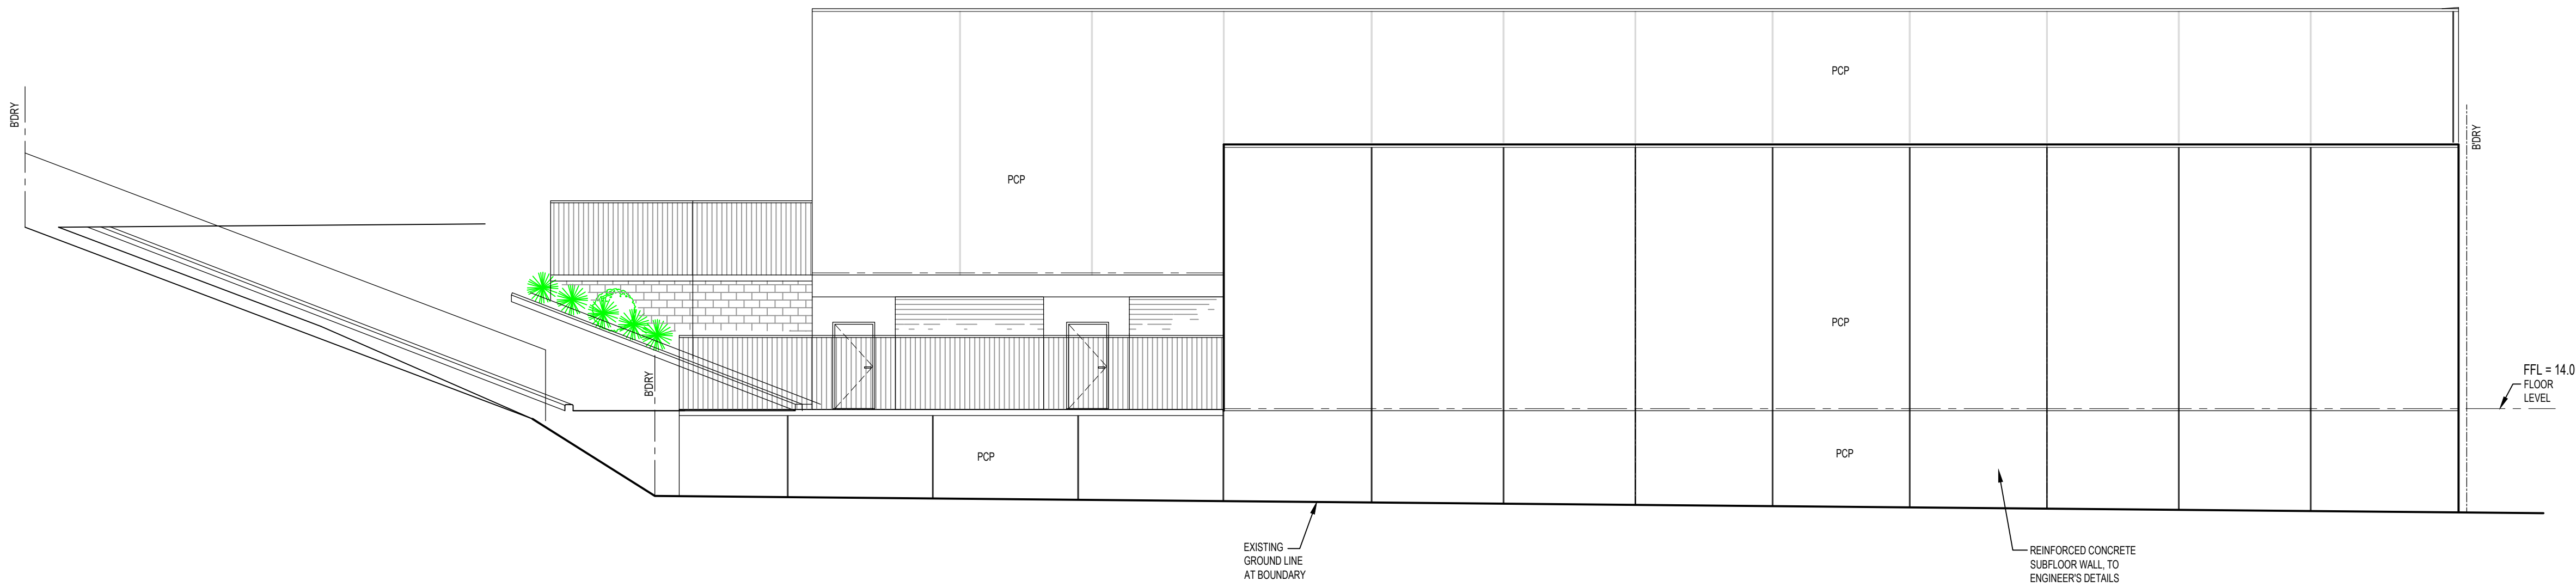 B'DRY
PCP
PCP
B'DRY
PCP
B'DRY
FFL = 14.0
FLOOR
LEVEL
PCP
PCP
EXISTING
GROUND LINE
AT BOUNDARY
REINFORCED CONCRETE
SUBFLOOR WALL, TO
ENGINEER'S DETAILS